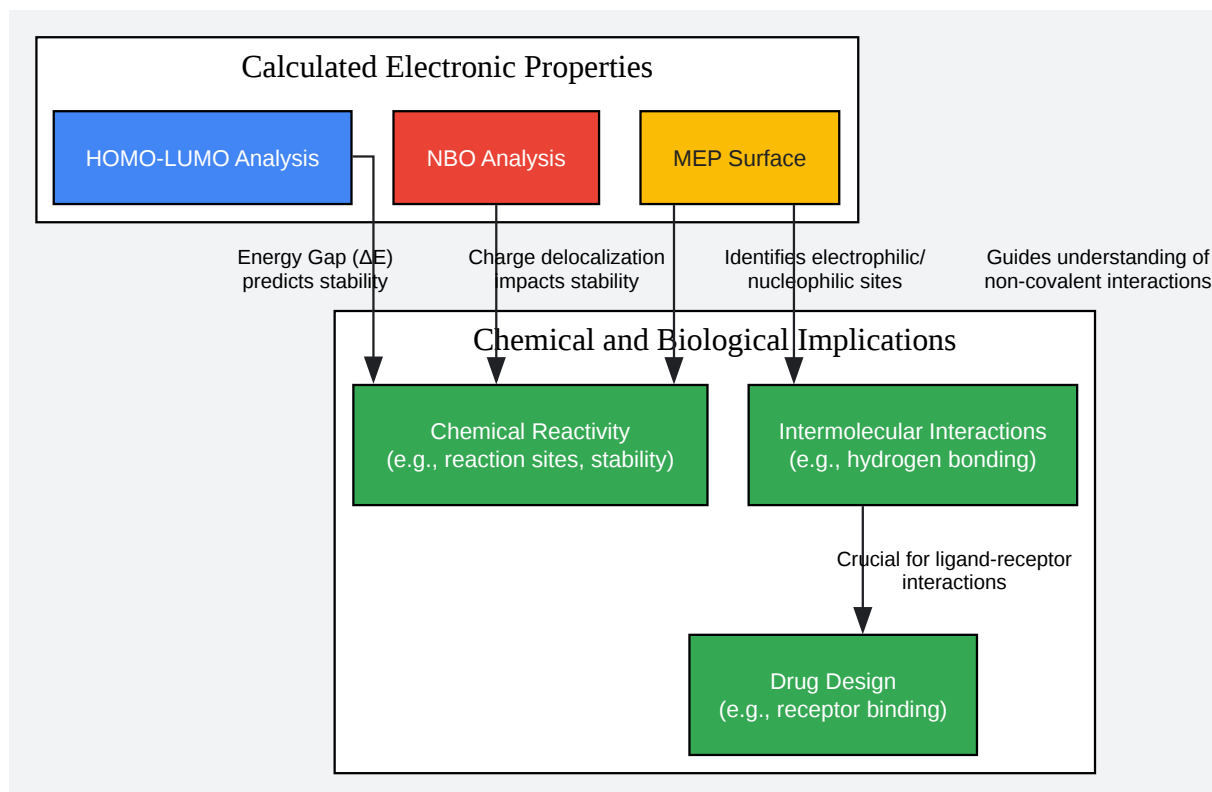 Calculated Electronic Properties
HOMO-LUMO Analysis
NBO Analysis
MEP Surface
Energy Gap (ΔE)
predicts stability
Charge delocalization
impacts stability
Identifies electrophilic/
nucleophilic sites
Guides understanding of
non-covalent interactions
Chemical and Biological Implications
Chemical Reactivity
(e.g., reaction sites, stability)
Intermolecular Interactions
(e.g., hydrogen bonding)
Crucial for ligand-receptor
interactions
Drug Design
(e.g., receptor binding)